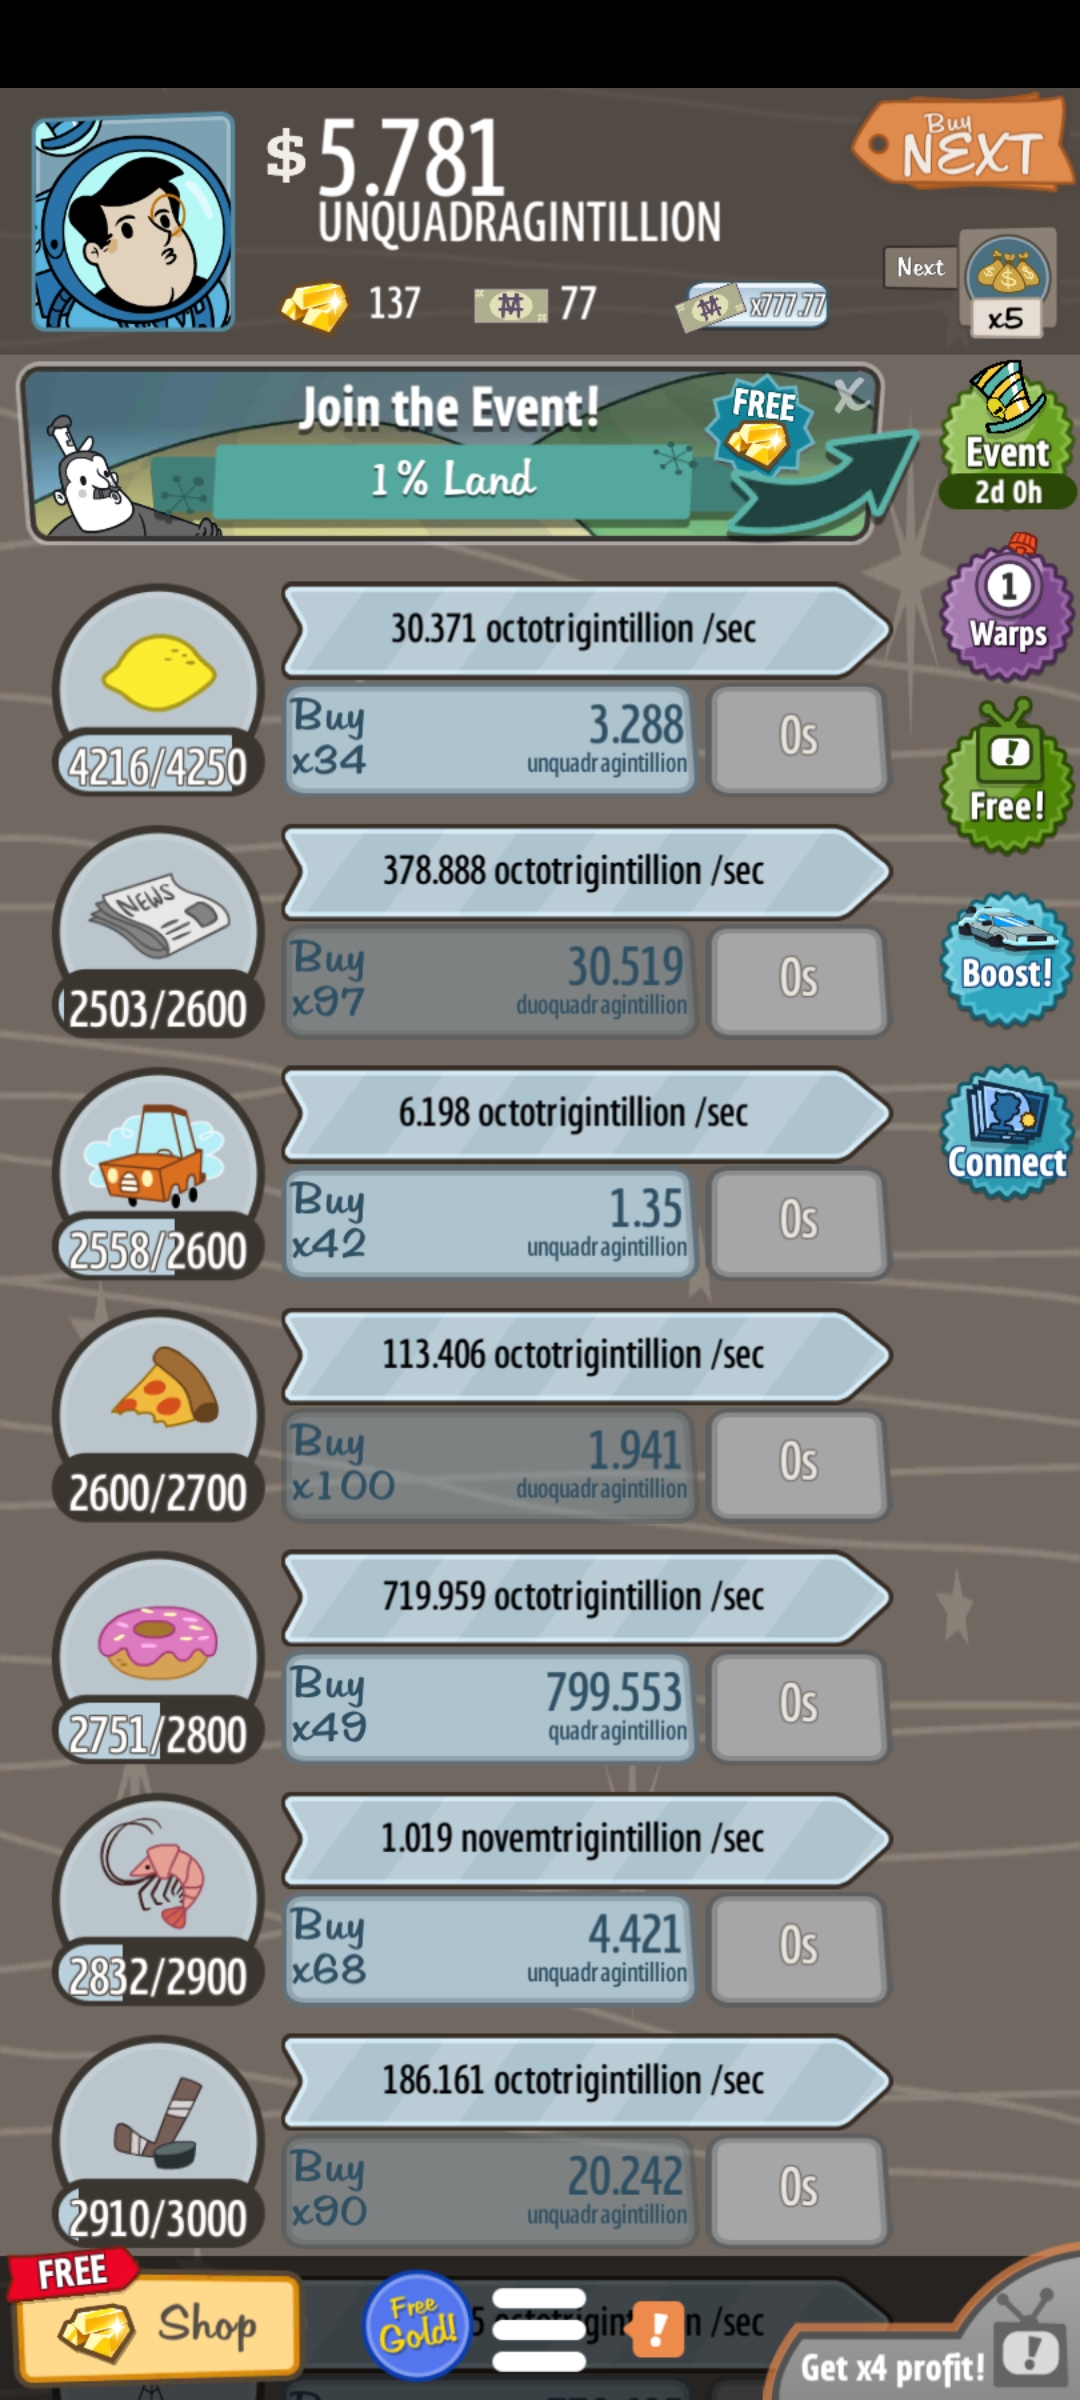 $ 5.781
UNQUADRAGINTILLION
Buy
NEXT
137
77
x777.77
Next
x5
Join the Event!
1% Land
FREE
X
Event
2d 0h
30.371 octotrigintillion /sec
4216/4250
Buy
x34
3.288
unquadragintillion
0s
1
Warps
378.888 octotrigintillion /sec
NEWS
2503/2600
Buy
x97
30.519
duoquadragintillion
0s
!
Free!
Boost!
6.198 octotrigintillion /sec
2558/2600
Buy
x42
1.35
unquadragintillion
0s
Connect
113.406 octotrigintillion /sec
2600/2700
Buy
x100
1.941
duoquadragintillion
0s
719.959 octotrigintillion /sec
2751/2800
Buy
x49
799.553
quadragintillion
0s
1.019 novemtrigintillion /sec
2832/2900
Buy
x68
4.421
unquadragintillion
0s
186.161 octotrigintillion /sec
2910/3000
Buy
x90
20.242
unquadragintillion
0s
FREE
Shop
Free
Gold!
!
/sec
Get x4 profit!
!